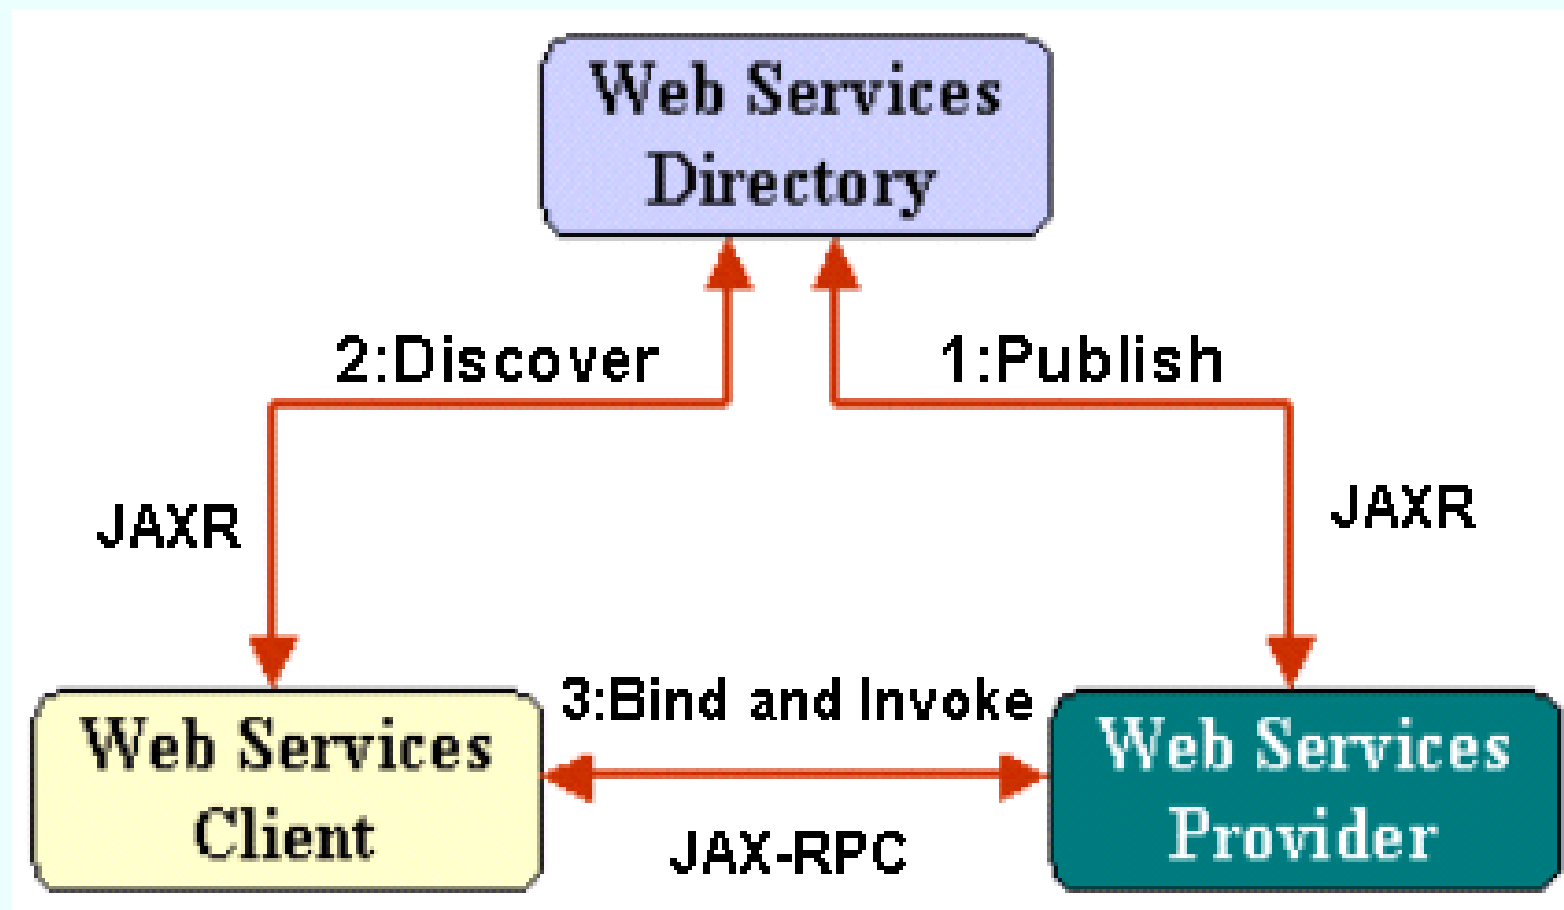 Web Services
Directory
2:Discover
1:Publish
JAXR
JAXR
3:Bind and Invoke
Web Services
Client
Web Services
Provider
JAX-RPC